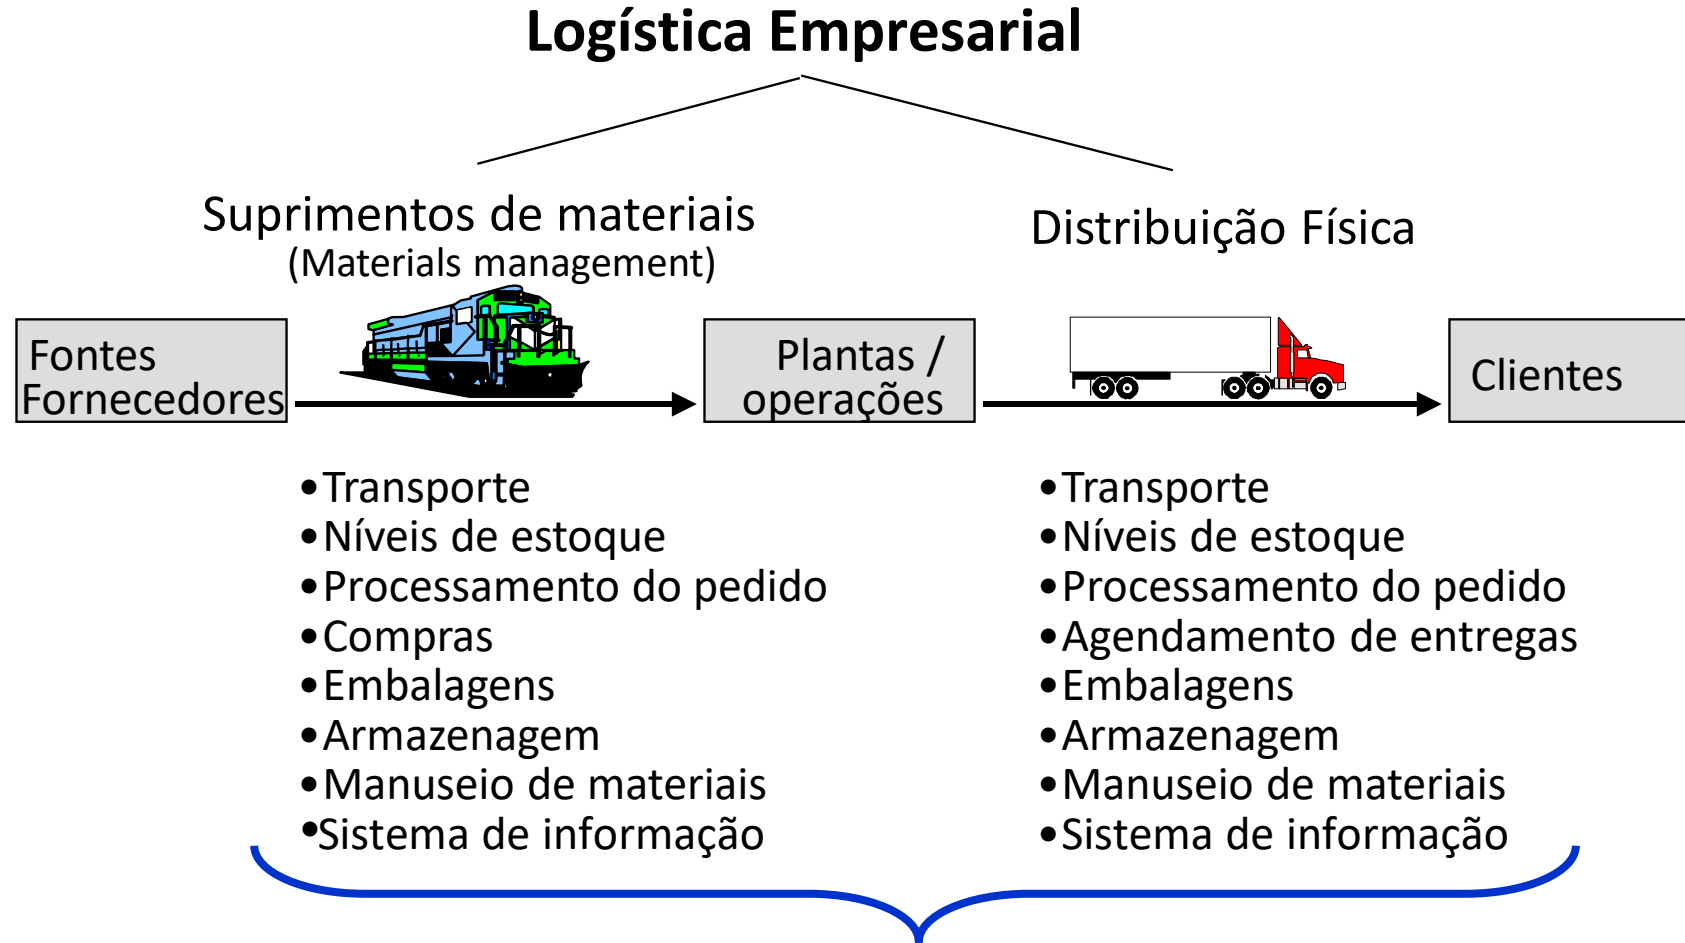 Logística Empresarial
Suprimentos de materiais
(Materials management)
Distribuição Física
Fontes
Fornecedores
Plantas /
operações
Clientes
•Transporte
•Níveis de estoque
•Processamento do pedido
•Compras
•Embalagens
•Armazenagem
•Manuseio de materiais
•Sistema de informação
•Transporte
•Níveis de estoque
•Processamento do pedido
•Agendamento de entregas
•Embalagens
•Armazenagem
•Manuseio de materiais
•Sistema de informação